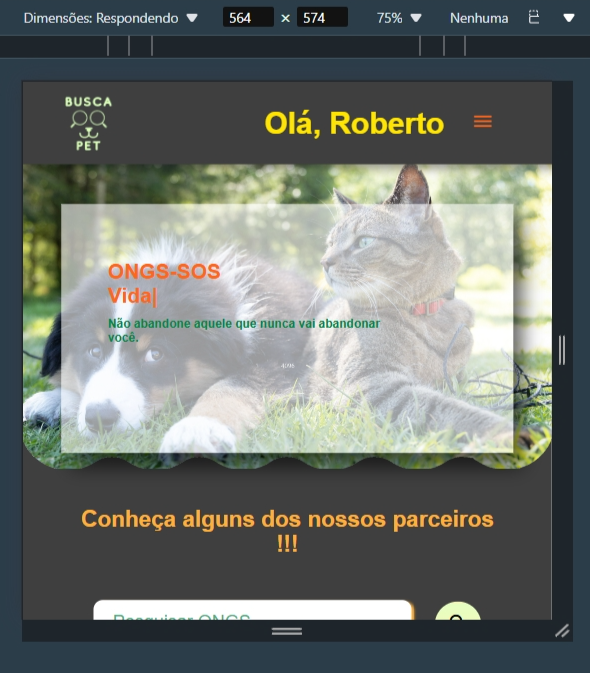 Dimensões: Respondendo 564 × 574 75% Nenhuma
BUSCA
PET
Olá, Roberto
ONGS-SOS
Vida|
Não abandone aquele que nunca vai abandonar
você.
Conheça alguns dos nossos parceiros
!!!
Pesquisar ONGS